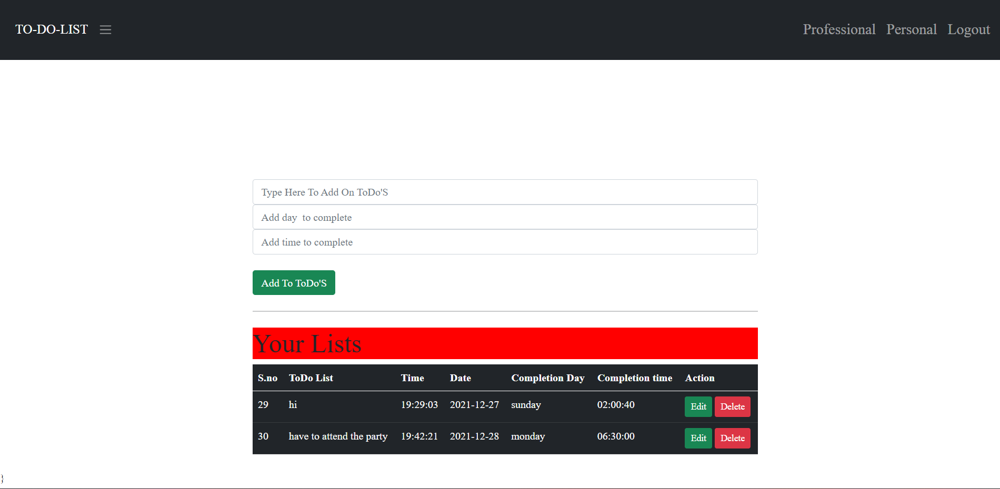 TO-DO-LIST Professional Personal Logout
Type Here To Add On ToDo'S
Add day  to complete
Add time to complete
Add To ToDo'S
Your Lists
S.no ToDo List Time Date Completion Day Completion time Action
29 hi 19:29:03 2021-12-27 sunday 02:00:40 Edit Delete
30 have to attend the party 19:42:21 2021-12-28 monday 06:30:00 Edit Delete
}